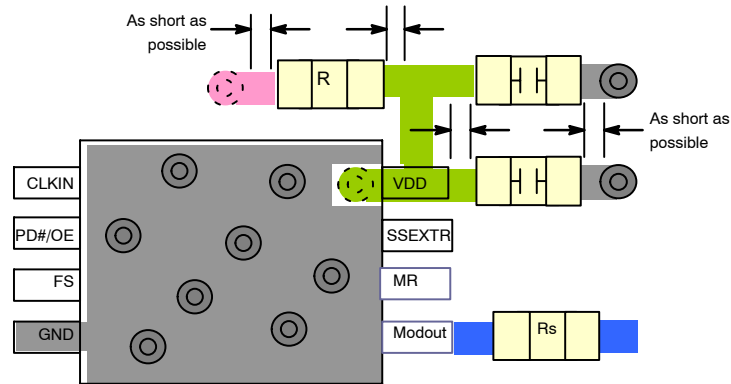 As short as
possible
R
As short as
possible
CLKIN
VDD
PD#/OE
SSEXTR
FS
MR
GND
Modout
Rs